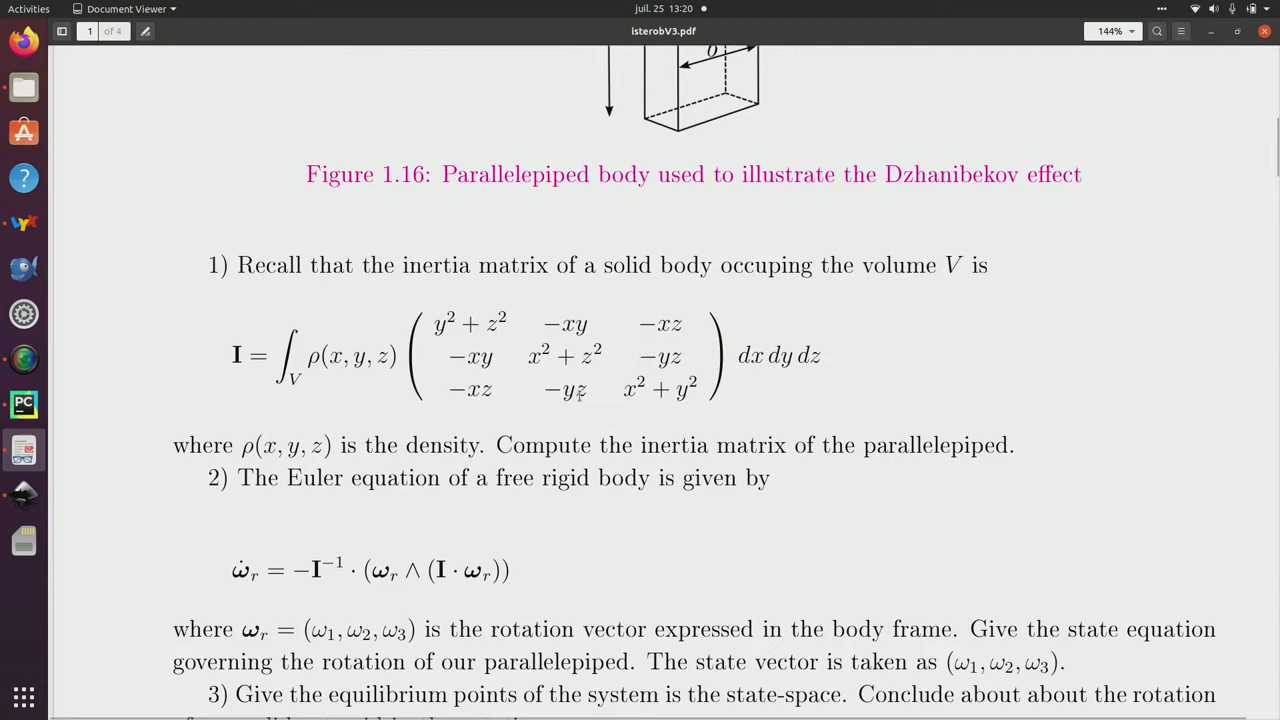 Activities Document Viewer juil. 25 13:20
1 of 4 isterobV3.pdf 144%
b
Figure 1.16: Parallelepiped body used to illustrate the Dzhanibekov effect
1) Recall that the inertia matrix of a solid body occuping the volume V is
I = ∫_V ρ(x, y, z) ( y² + z² −xy −xz
−xy x² + z² −yz
−xz −yz x² + y² ) dx dy dz
where ρ(x, y, z) is the density. Compute the inertia matrix of the parallelepiped.
2) The Euler equation of a free rigid body is given by
ω̇_r = −I⁻¹ · (ω_r ∧ (I · ω_r))
where ω_r = (ω₁, ω₂, ω₃) is the rotation vector expressed in the body frame. Give the state equation
governing the rotation of our parallelepiped. The state vector is taken as (ω₁, ω₂, ω₃).
3) Give the equilibrium points of the system is the state-space. Conclude about about the rotation